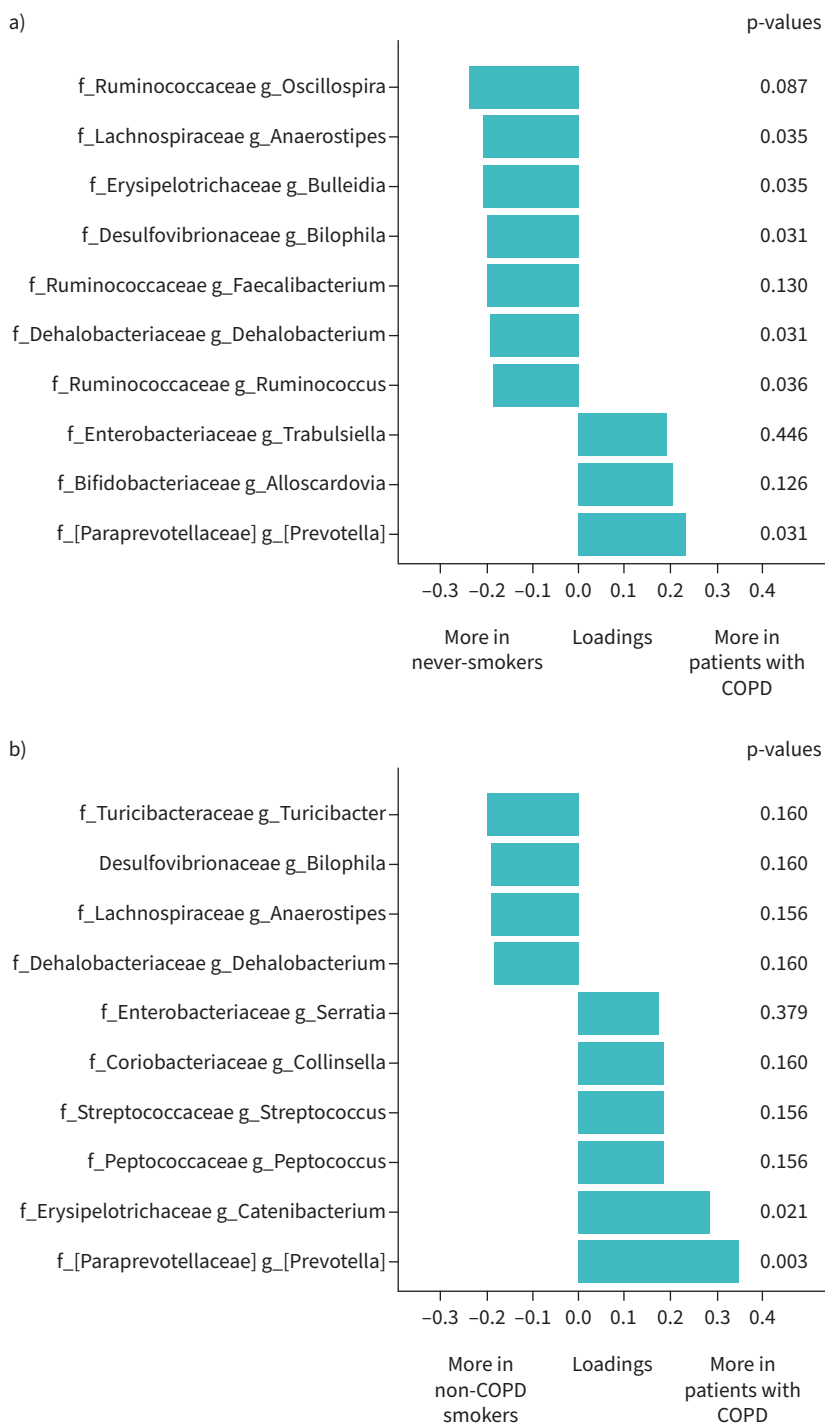 a)
p-values
f_Ruminococcaceae g_Oscillospira 0.087
f_Lachnospiraceae g_Anaerostipes 0.035
f_Erysipelotrichaceae g_Bulleidia 0.035
f_Desulfovibrionaceae g_Bilophila 0.031
f_Ruminococcaceae g_Faecalibacterium 0.130
f_Dehalobacteriaceae g_Dehalobacterium 0.031
f_Ruminococcaceae g_Ruminococcus 0.036
f_Enterobacteriaceae g_Trabulsiella 0.446
f_Bifidobacteriaceae g_Alloscardovia 0.126
f_[Paraprevotellaceae] g_[Prevotella] 0.031
–0.3 –0.2 –0.1 0.0 0.1 0.2 0.3 0.4
More in
never-smokers
Loadings
More in
patients with
COPD
b)
p-values
f_Turicibacteraceae g_Turicibacter 0.160
Desulfovibrionaceae g_Bilophila 0.160
f_Lachnospiraceae g_Anaerostipes 0.156
f_Dehalobacteriaceae g_Dehalobacterium 0.160
f_Enterobacteriaceae g_Serratia 0.379
f_Coriobacteriaceae g_Collinsella 0.160
f_Streptococcaceae g_Streptococcus 0.156
f_Peptococcaceae g_Peptococcus 0.156
f_Erysipelotrichaceae g_Catenibacterium 0.021
f_[Paraprevotellaceae] g_[Prevotella] 0.003
–0.3 –0.2 –0.1 0.0 0.1 0.2 0.3 0.4
More in
non-COPD
smokers
Loadings
More in
patients with
COPD